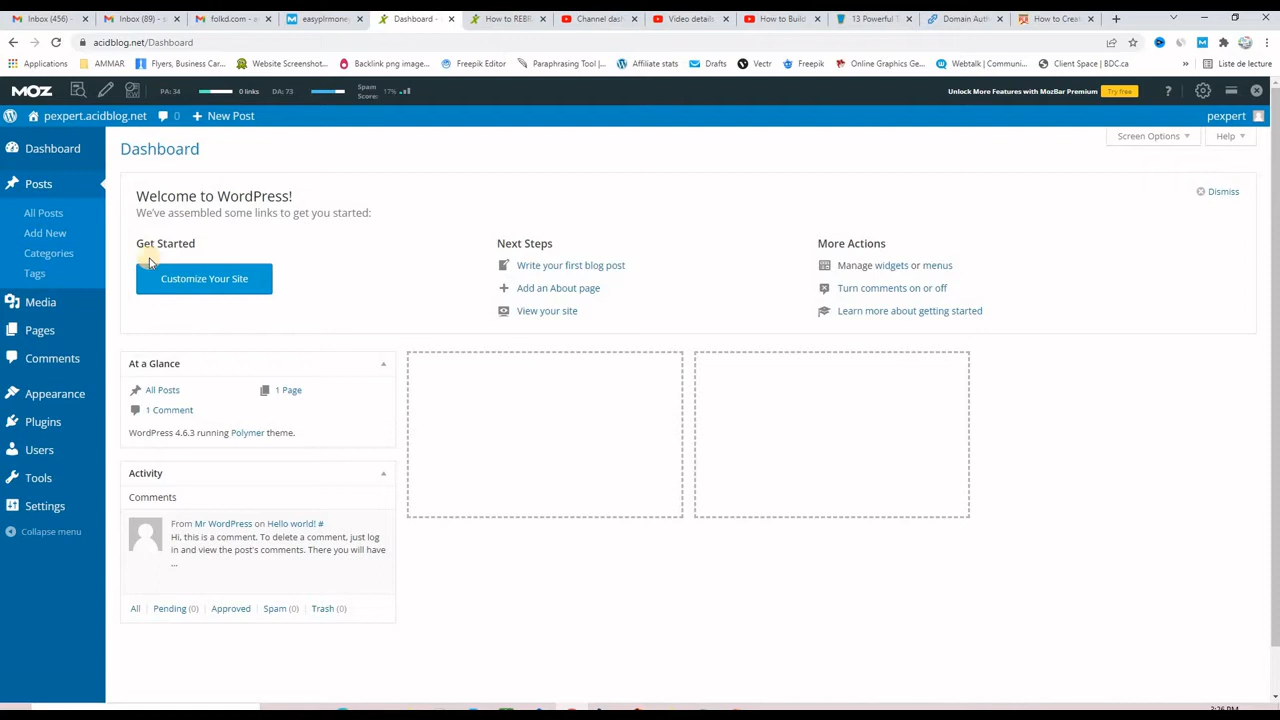 Inbox (456) -
Inbox (89) - s
folkd.com - a
easyplrmone
Dashboard -
How to REBR
Channel das
Video details
How to Build
13 Powerful T
Domain Aut
How to Crea
acidblog.net/Dashboard
Applications
AMMAR
Flyers, Business Car...
Website Screenshot...
Backlink png image...
Freepik Editor
Paraphrasing Tool |...
Affiliate stats
Drafts
Vectr
Freepik
Online Graphics Ge...
Webtalk | Communi...
Client Space | BDC.ca
»
Liste de lecture
MOZ
PA: 34
0 links
DA: 73
Spam
Score:
17%
Unlock More Features with MozBar Premium
Try free
?
pexpert.acidblog.net
0
+ New Post
pexpert
Dashboard
Posts
All Posts
Add New
Categories
Tags
Media
Pages
Comments
Appearance
Plugins
Users
Tools
Settings
Collapse menu
Dashboard
Screen Options
Help
Welcome to WordPress!
We've assembled some links to get you started:
Dismiss
Get Started
Customize Your Site
Next Steps
Write your first blog post
Add an About page
View your site
More Actions
Manage widgets or menus
Turn comments on or off
Learn more about getting started
At a Glance
All Posts
1 Page
1 Comment
WordPress 4.6.3 running Polymer theme.
Activity
Comments
From Mr WordPress on Hello world! #
Hi, this is a comment. To delete a comment, just log
in and view the post's comments. There you will have
...
All | Pending (0) | Approved | Spam (0) | Trash (0)